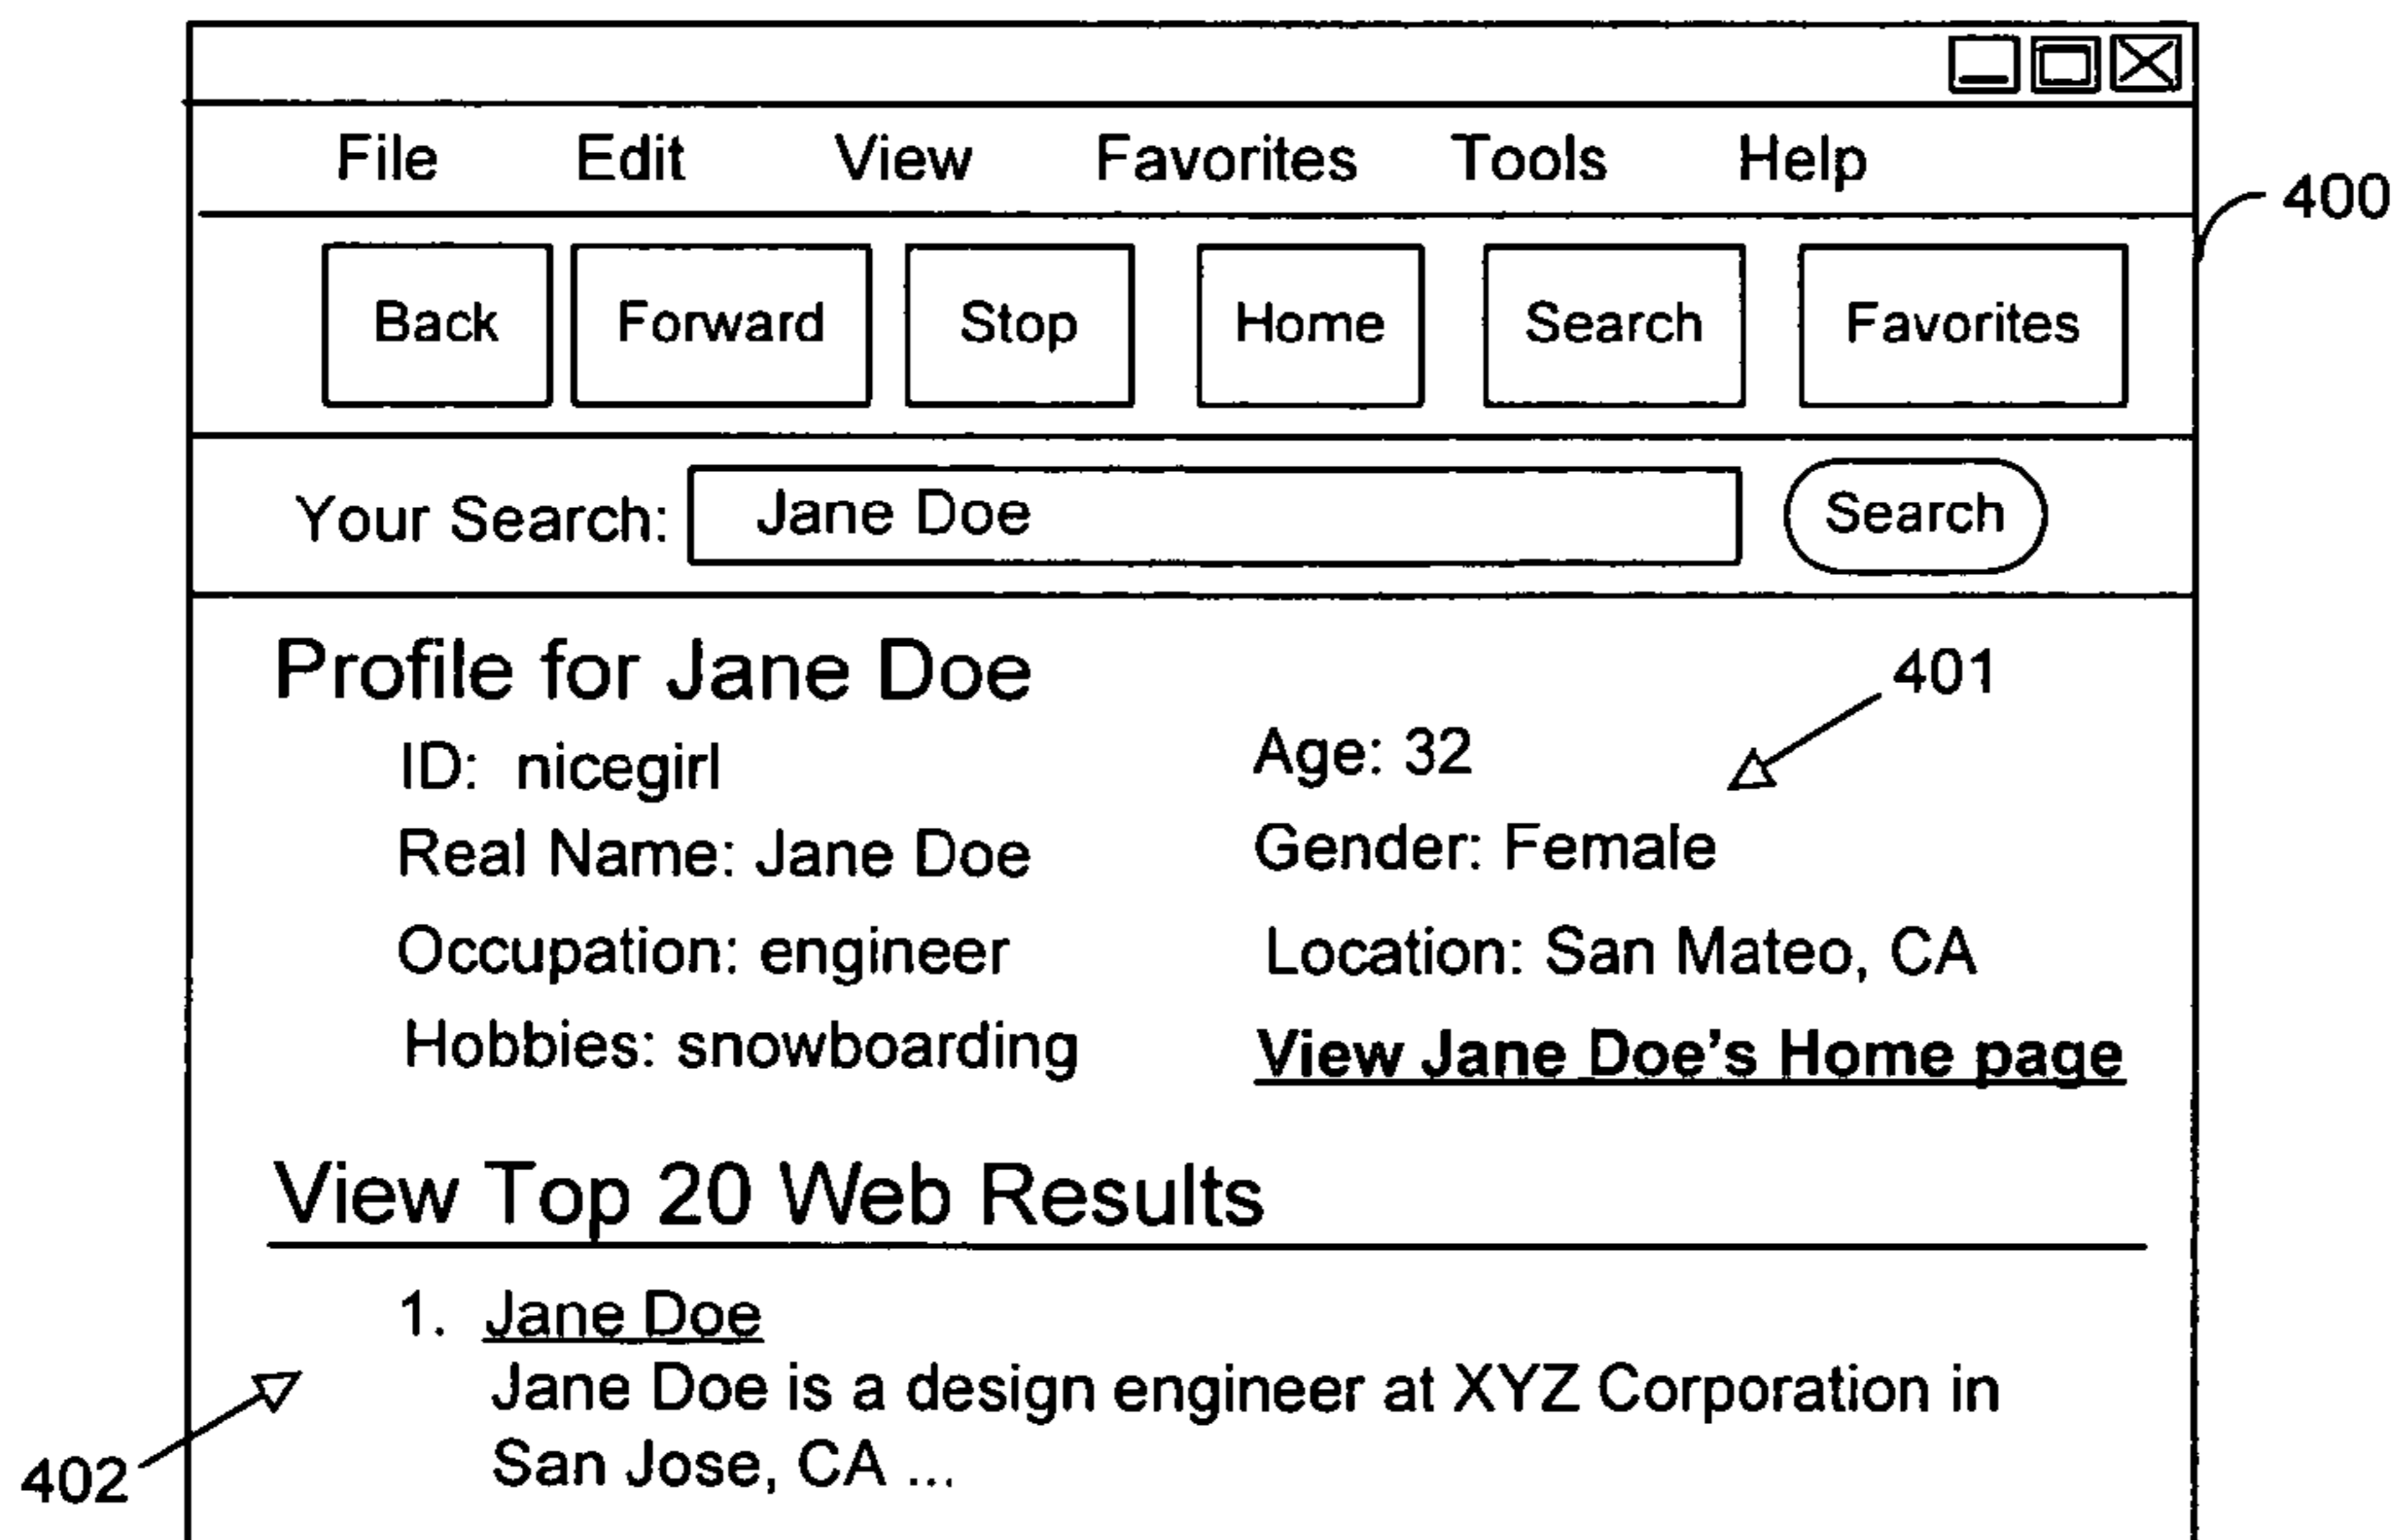 File Edit View Favorites Tools Help
400
Back Forward Stop Home Search Favorites
Your Search: Jane Doe Search
Profile for Jane Doe
401
ID: nicegirl Age: 32
Real Name: Jane Doe Gender: Female
Occupation: engineer Location: San Mateo, CA
Hobbies: snowboarding View Jane Doe's Home page
View Top 20 Web Results
1. Jane Doe
Jane Doe is a design engineer at XYZ Corporation in
San Jose, CA ...
402